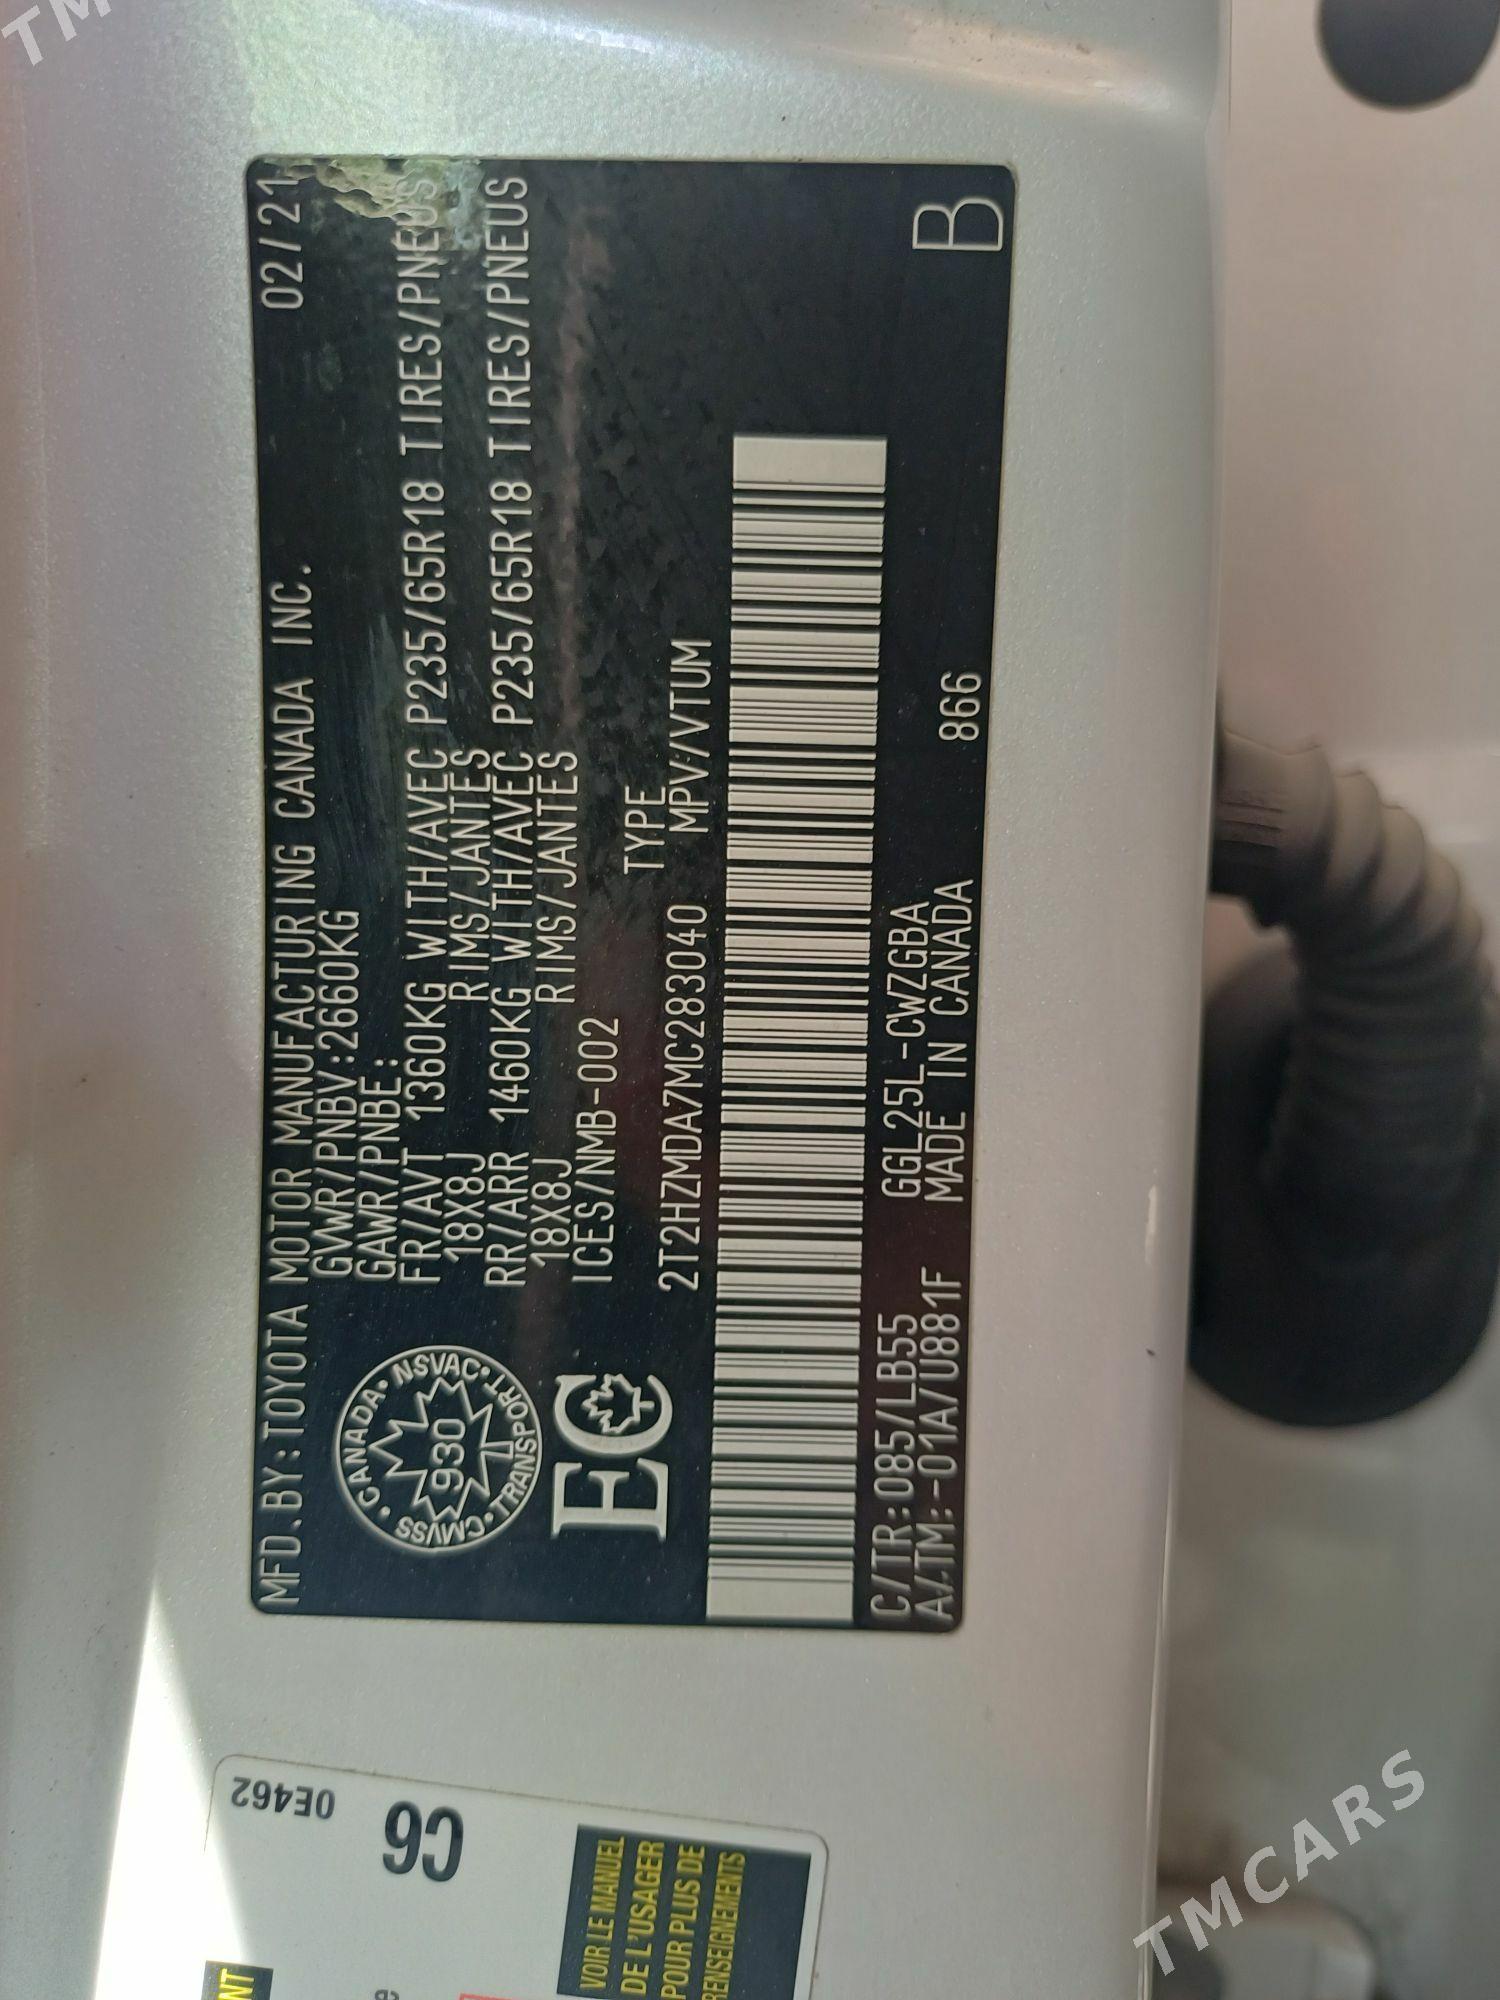 MFD.BY:TOYOTA MOTOR MANUFACTURING CANADA INC. 02/21
GWWR/PNBV:2660KG
GAWR/PNBE:
FR/AVT 1360KG WITH/AVEC P235/65R18 TIRES/PNEUS
18X8J RIMS/JANTES
RR/ARR 1460KG WITH/AVEC P235/65R18 TIRES/PNEUS
18X8J RIMS/JANTES
ICES/NMB-002
TYPE
2T2HZMDA7MC283040 MPV/VTUM
CANADA • NSVAC • TRANSPORT • CMVSS •
930
EC
C/TR:085/LB55 GGL25L-CWZGBA
A/TM:-01A/U881F MADE IN CANADA 866
B
0E462
C6
VOIR LE MANUEL
DE L'USAGER
POUR PLUS DE
RENSEIGNEMENTS
NT
TMCARS
TM